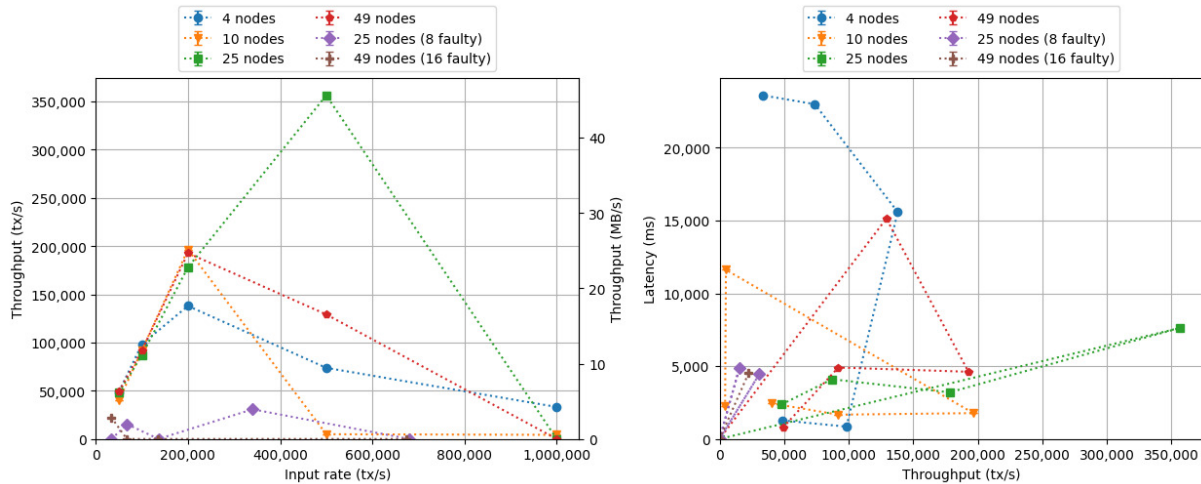 4 nodes
10 nodes
25 nodes
49 nodes
25 nodes (8 faulty)
49 nodes (16 faulty)
Throughput (tx/s)
350,000
300,000
250,000
200,000
150,000
100,000
50,000
0
0
200,000
400,000
600,000
800,000
1,000,000
Input rate (tx/s)
40
30
20
10
0
Throughput (MB/s)
4 nodes
10 nodes
25 nodes
49 nodes
25 nodes (8 faulty)
49 nodes (16 faulty)
Latency (ms)
20,000
15,000
10,000
5,000
0
0
50,000
100,000
150,000
200,000
250,000
300,000
350,000
Throughput (tx/s)